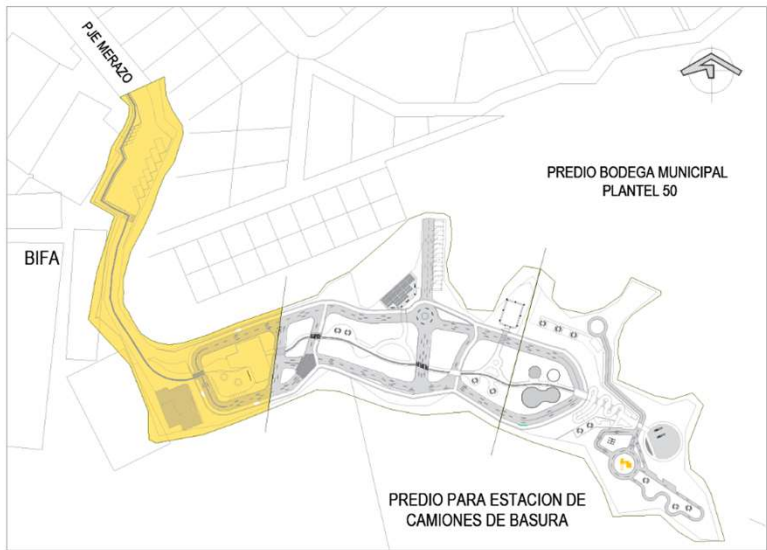 PJE MERAZO
PREDIO BODEGA MUNICIPAL
PLANTEL 50
BIFA
PREDIO PARA ESTACION DE
CAMIONES DE BASURA